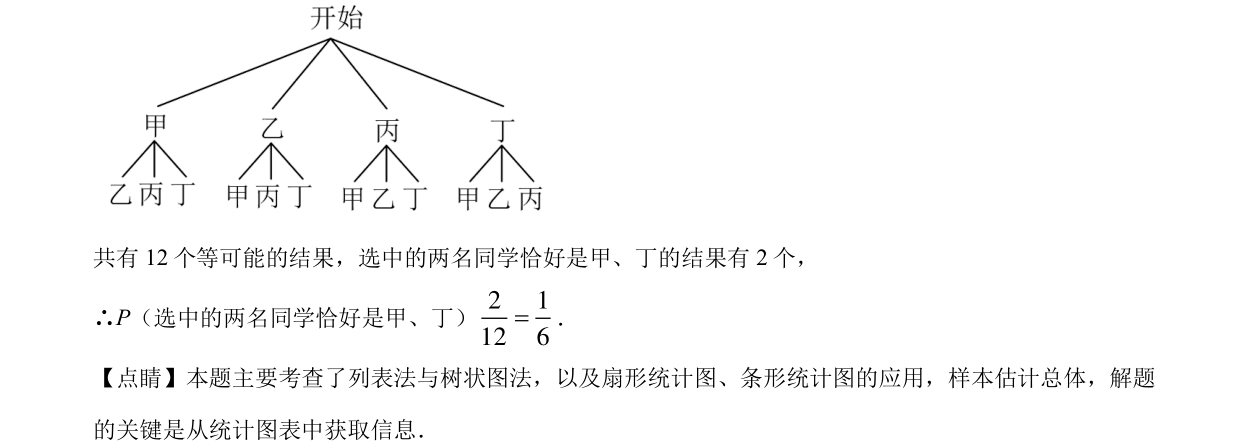 开始
甲 乙 丙 丁
乙 丙 丁 甲 丙 丁 甲 乙 丁 甲 乙 丙
共有 12 个等可能的结果，选中的两名同学恰好是甲、丁的结果有 2 个，
∴P（选中的两名同学恰好是甲、丁）2/12=1/6．
【点睛】本题主要考查了列表法与树状图法，以及扇形统计图、条形统计图的应用，样本估计总体，解题
的关键是从统计图表中获取信息．